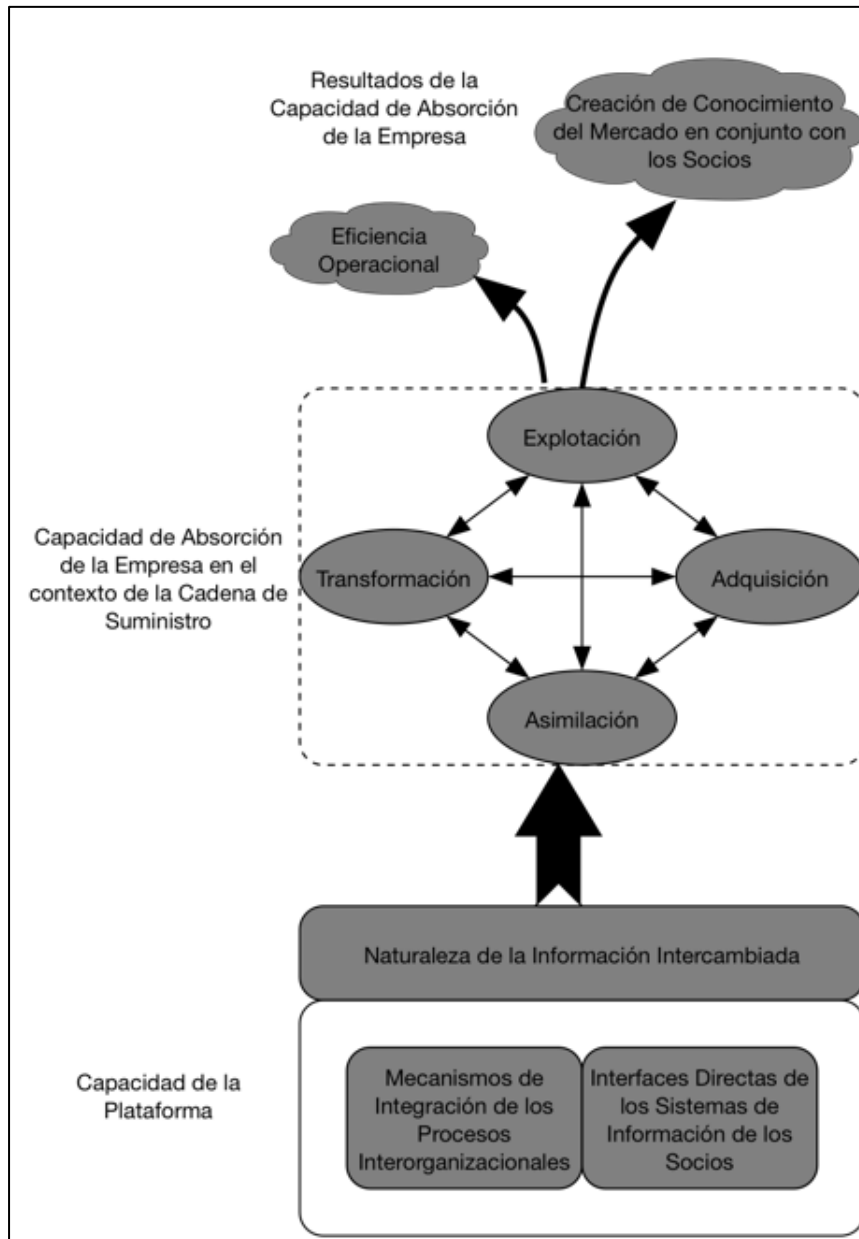 Resultados de la
Capacidad de Absorción
de la Empresa
Creación de Conocimiento
del Mercado en conjunto con
los Socios
Eficiencia
Operacional
Explotación
Capacidad de Absorción
de la Empresa en el
contexto de la Cadena de
Suministro
Transformación
Adquisición
Asimilación
Naturaleza de la Información Intercambiada
Capacidad de la
Plataforma
Mecanismos de
Integración de los
Procesos
Interorganizacionales
Interfaces Directas de
los Sistemas de
Información de los
Socios